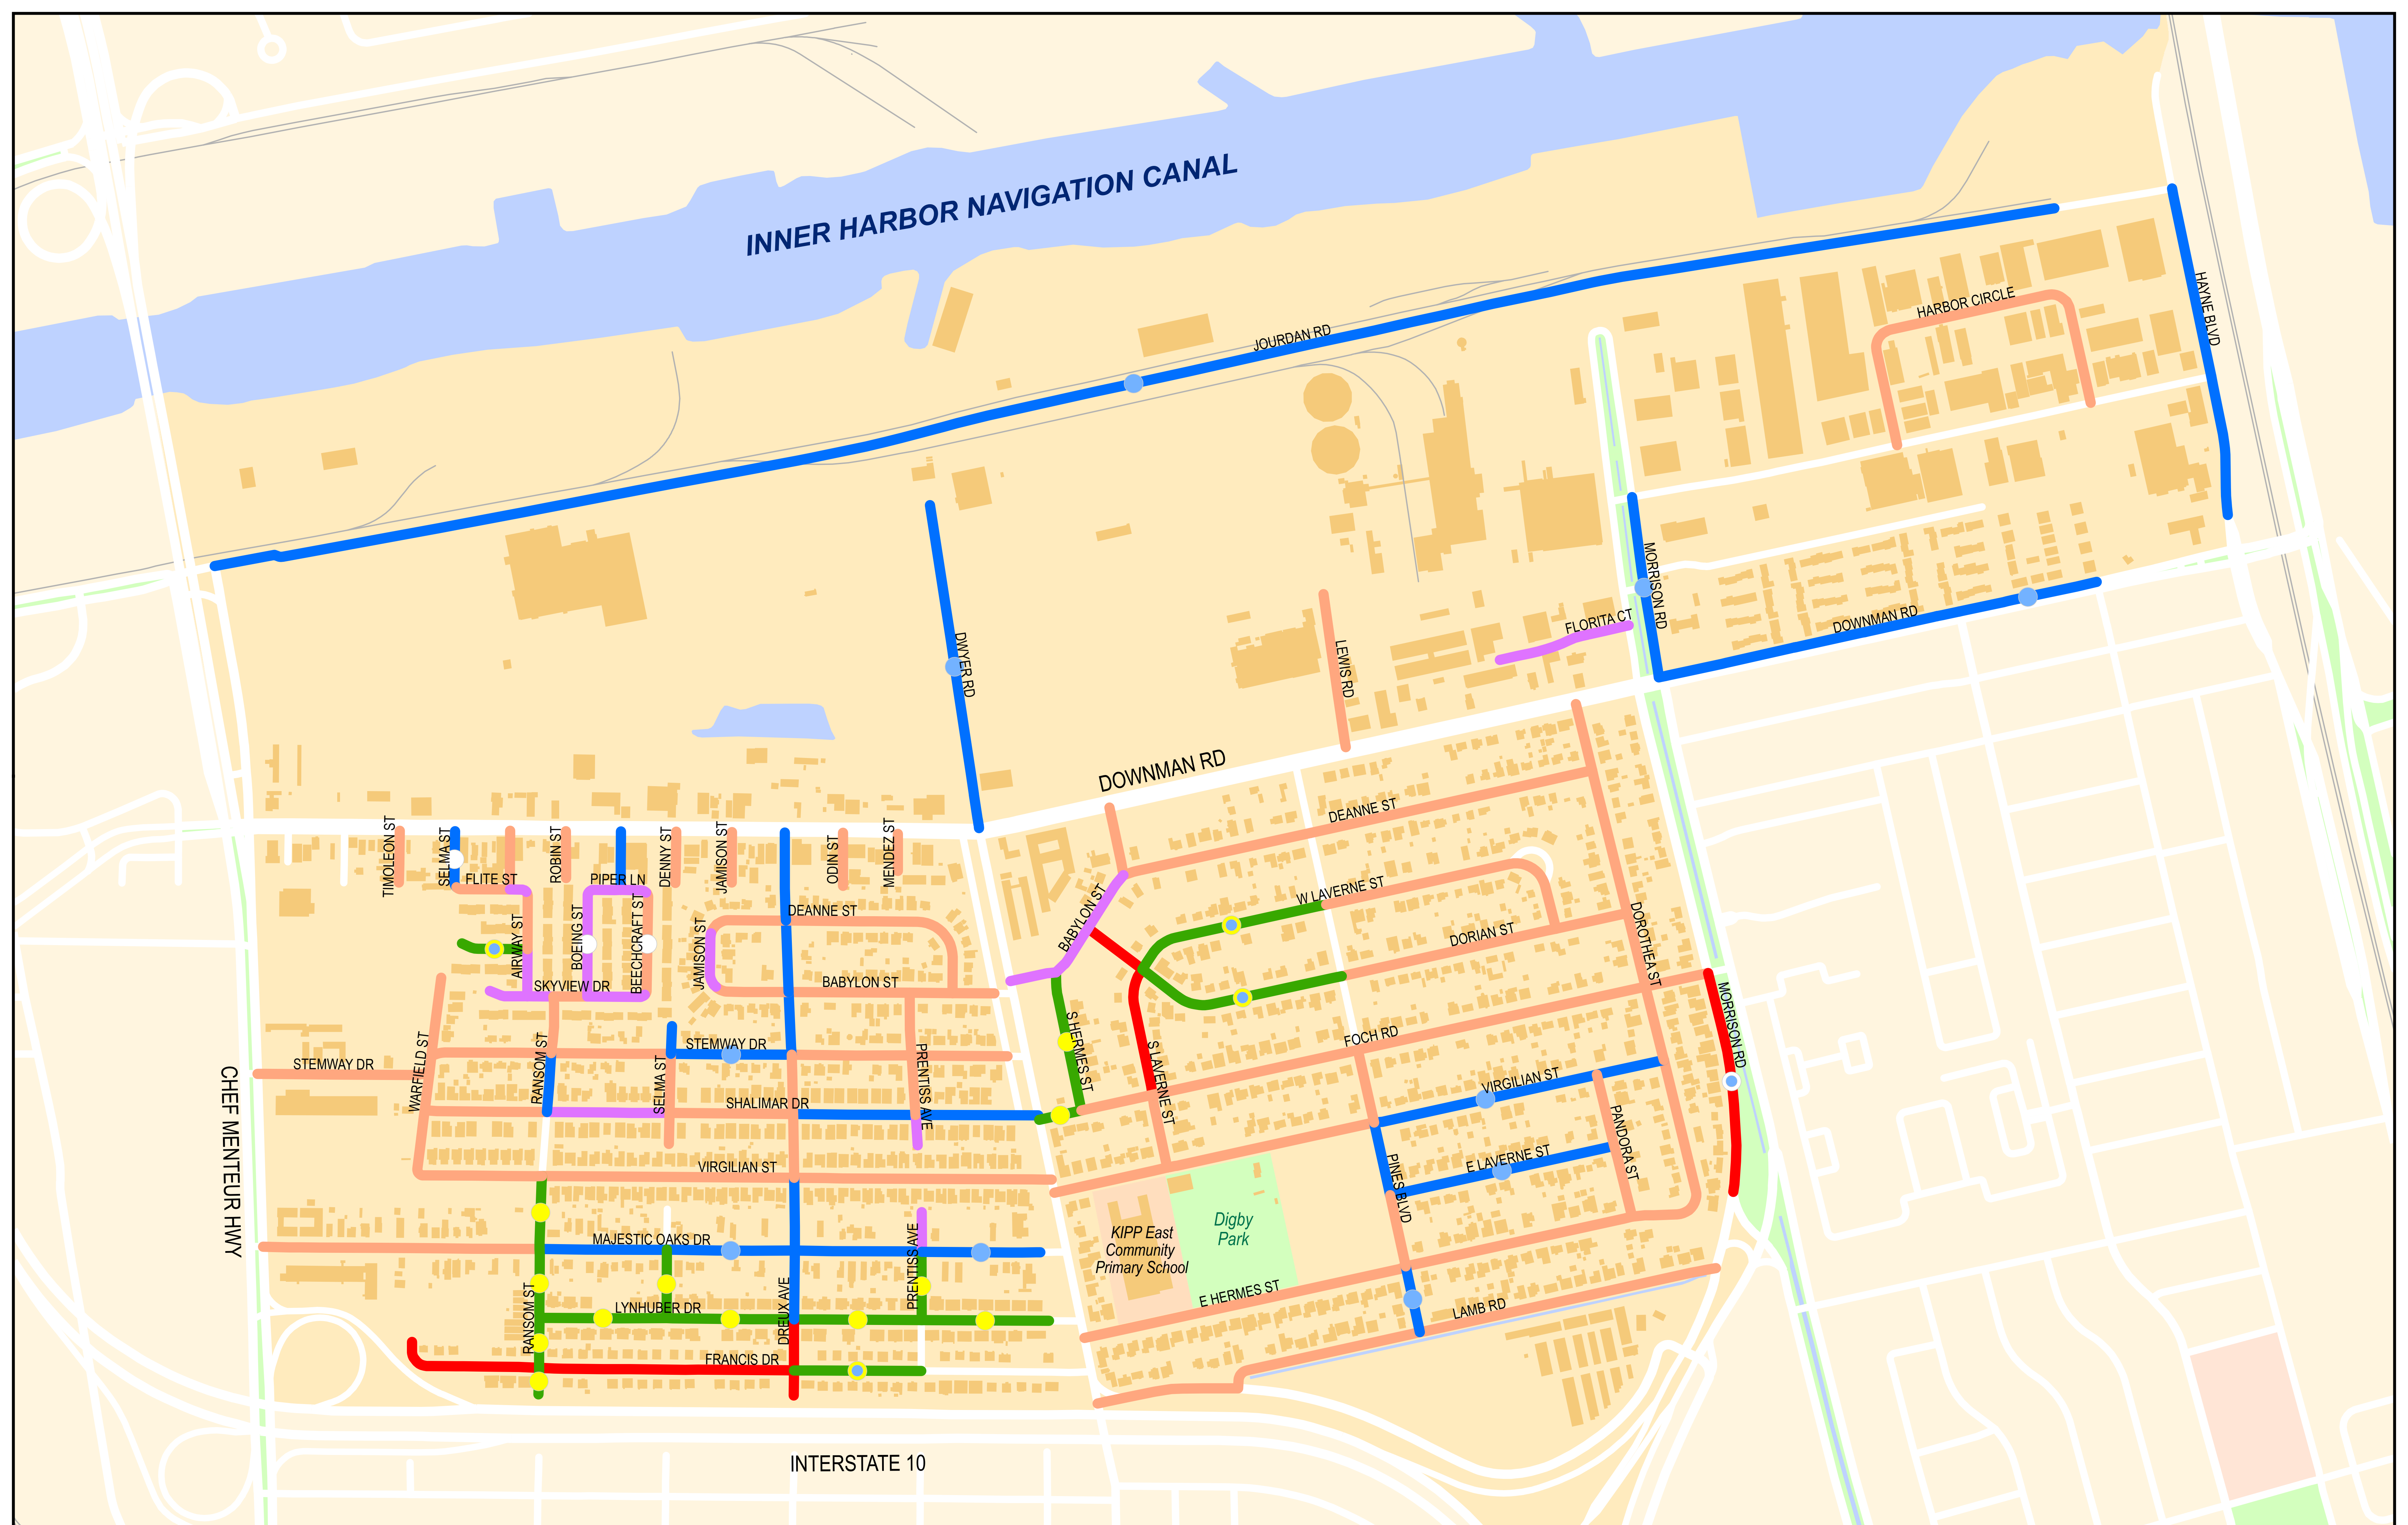 INNER HARBOR NAVIGATION CANAL
HAYNE BLVD
HARBOR CIRCLE
JOURDAN RD
MORRISON RD
FLORITA CT
DOWNMAN RD
DWYER RD
LEWIS RD
DOWNMAN RD
DEANNE ST
TIMOLEON ST
SELMA ST
FLITE ST
ROBIN ST
PIPER LN
DENNY ST
JAMISON ST
ODIN ST
MENDEZ ST
BABYLON ST
W LAVERNE ST
DORIAN ST
DOROTHEA ST
AIRWAY ST
BOEING ST
BEECHCRAFT ST
JAMISON ST
DEANNE ST
SKYVIEW DR
BABYLON ST
MORRISON RD
S HERMES ST
FOCH RD
S LAVERNE ST
STEMWAY DR
WARFIELD ST
RANSOM ST
SELMA ST
STEMWAY DR
PRENTISS AVE
SHALIMAR DR
VIRGILIAN ST
PANDORA ST
E LAVERNE ST
PINES BLVD
VIRGILIAN ST
CHEF MENTEUR HWY
KIPP East
Community
Primary School
Digby
Park
MAJESTIC OAKS DR
PRENTISS AVE
RANSOM ST
LYNHUBER DR
DREUX AVE
E HERMES ST
LAMB RD
FRANCIS DR
INTERSTATE 10